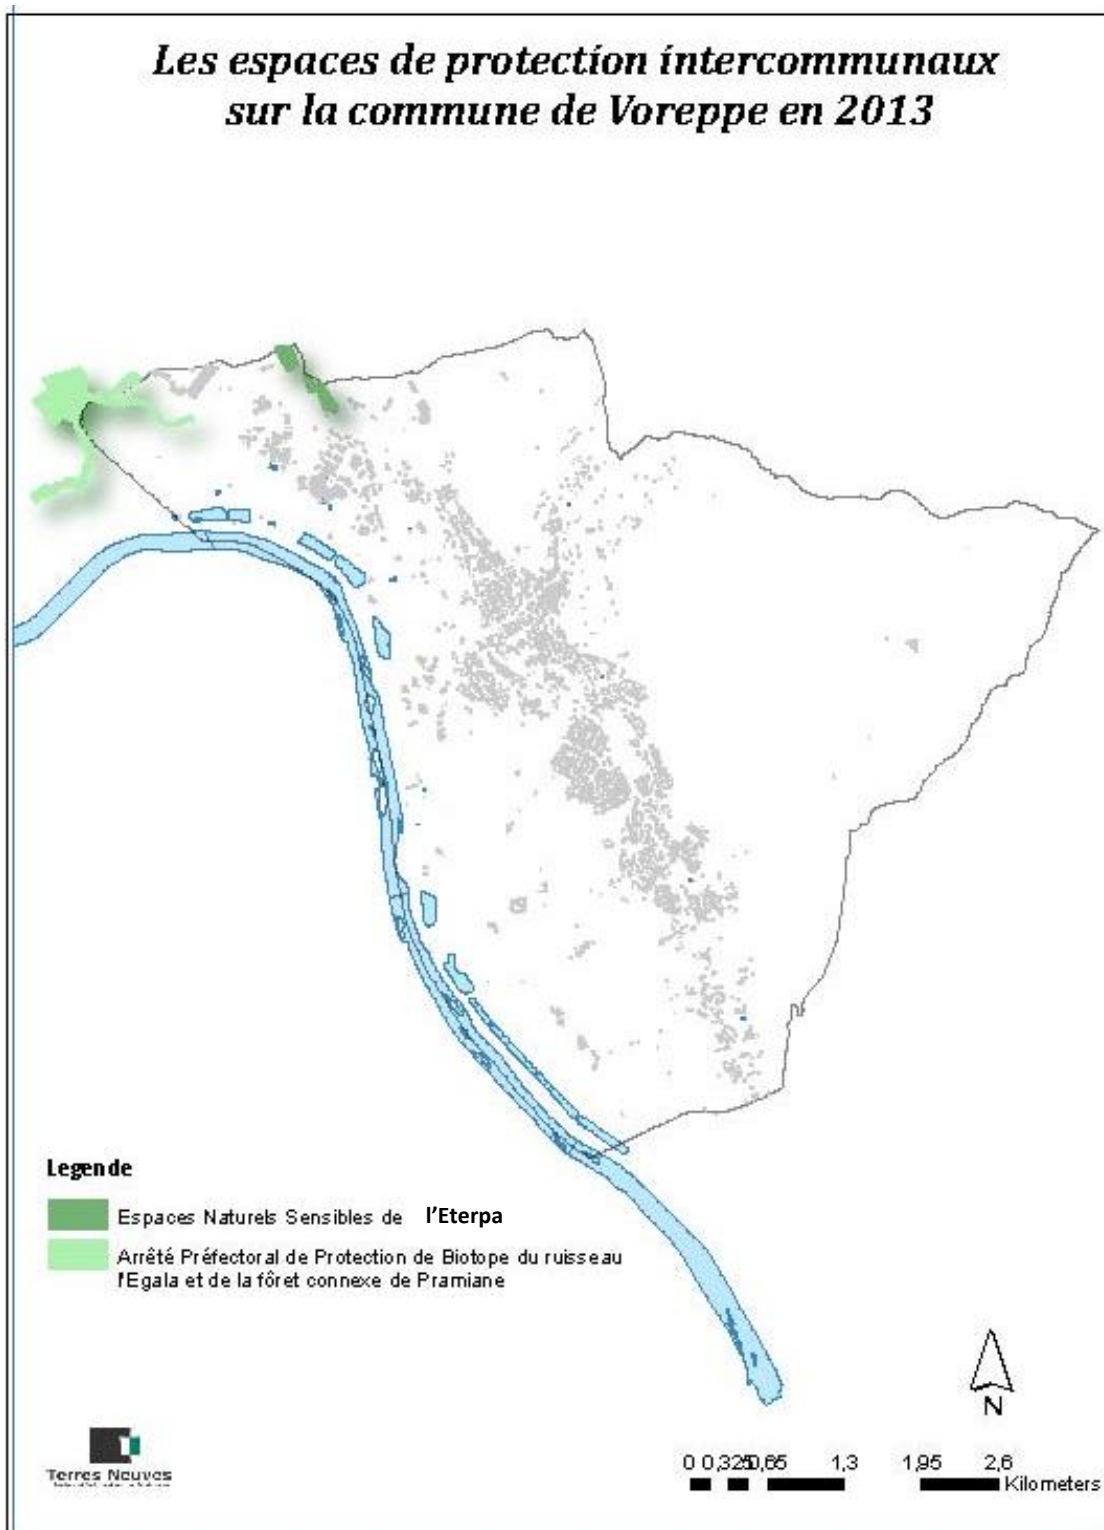 Les espaces de protection intercommunaux
sur la commune de Voreppe en 2013
Legende
Espaces Naturels Sensibles de l'Eterpa
Arrêté Préfectoral de Protection de Biotope du ruisseau
l'Egala et de la fôret connexe de Pramiane
N
Terres Neuves
0 0,325 0,65 1,3 1,95 2,6
Kilometers